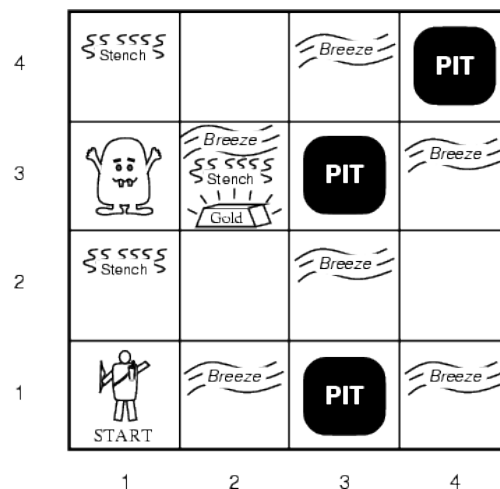 4
Stench
Breeze
PIT
3
Breeze
Stench
Gold
PIT
Breeze
2
Stench
Breeze
1
START
Breeze
PIT
Breeze
1 2 3 4